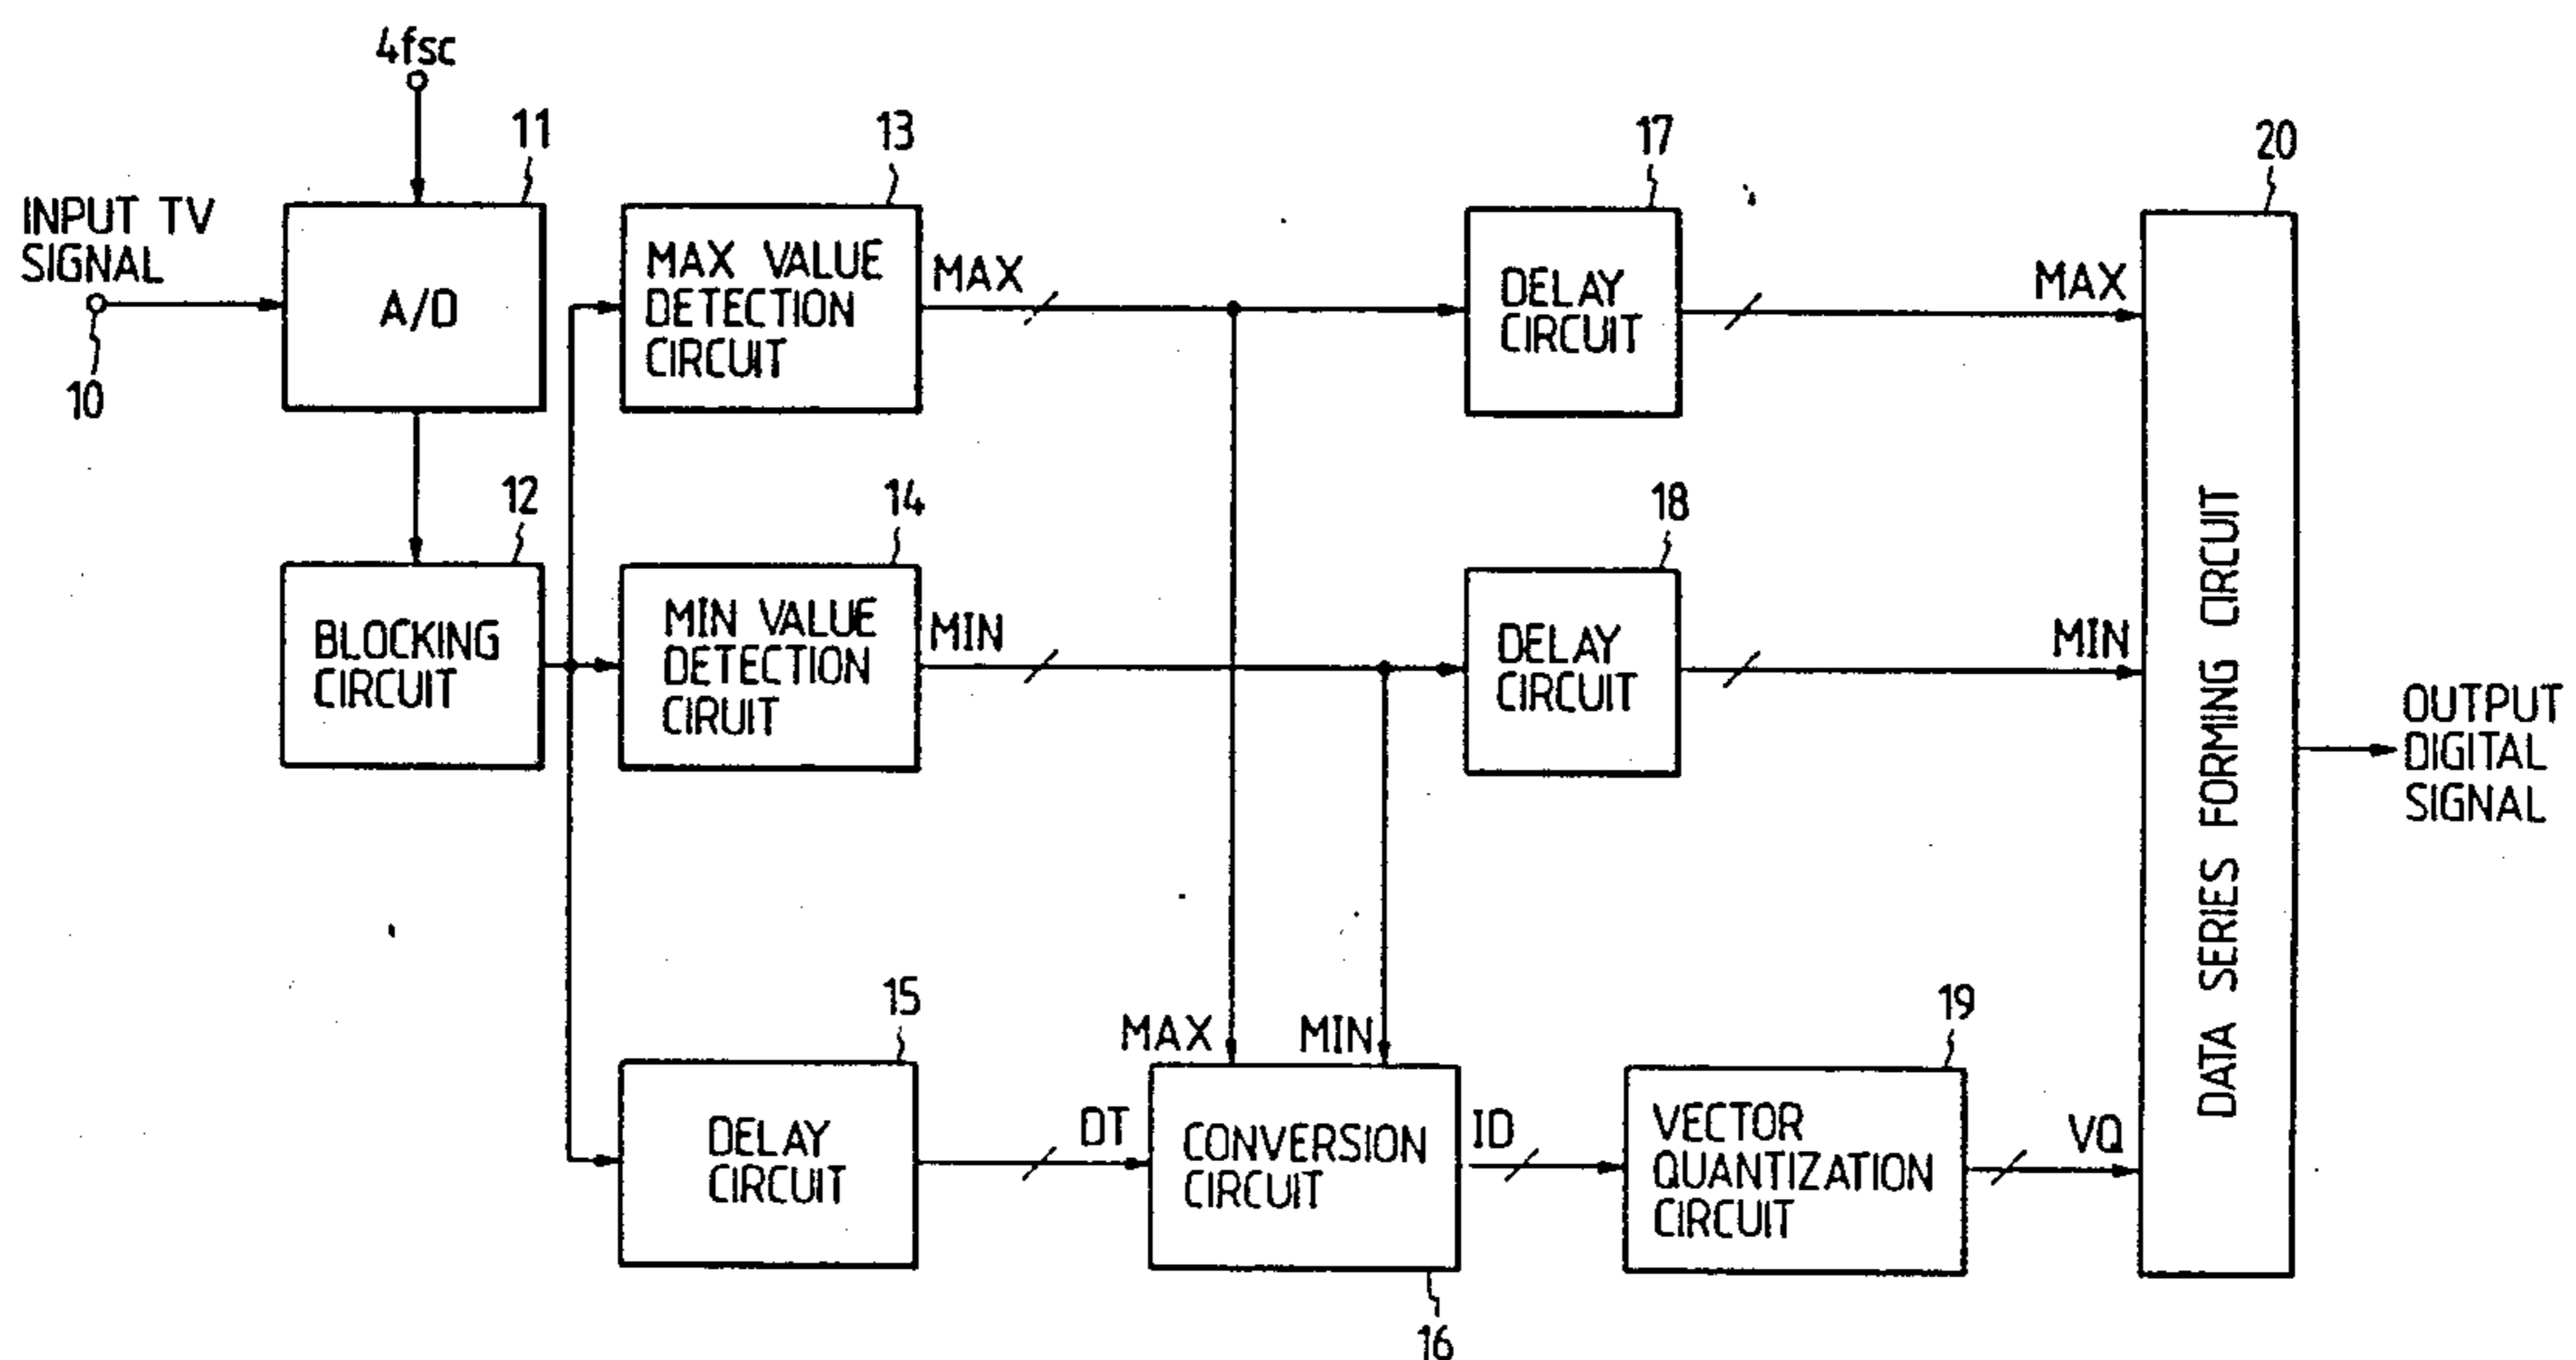 4fsc
11
13
17
20
INPUT TV
SIGNAL
10
A/D
MAX VALUE
DETECTION
CIRCUIT
MAX
DELAY
CIRCUIT
MAX
12
14
18
BLOCKING
CIRCUIT
MIN VALUE
DETECTION
CIRUIT
MIN
DELAY
CIRCUIT
MIN
DATA SERIES FORMING CIRCUIT
OUTPUT
DIGITAL
SIGNAL
15
19
MAX
MIN
DELAY
CIRCUIT
DT
CONVERSION
CIRCUIT
ID
VECTOR
QUANTIZATION
CIRCUIT
VQ
16